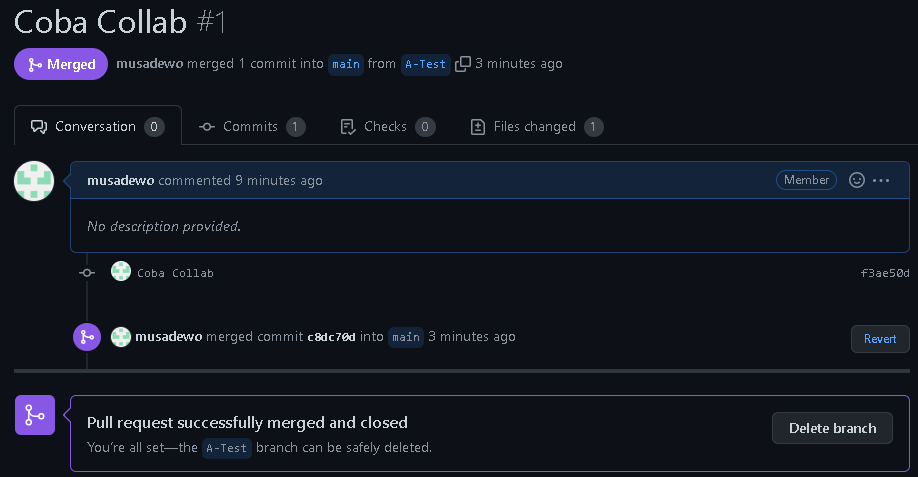 Coba Collab #1
Merged musadewo merged 1 commit into main from A-Test 3 minutes ago
Conversation 0 Commits 1 Checks 0 Files changed 1
musadewo commented 9 minutes ago Member
No description provided.
Coba Collab f3ae50d
musadewo merged commit c8dc70d into main 3 minutes ago Revert
Pull request successfully merged and closed
You're all set—the A-Test branch can be safely deleted. Delete branch